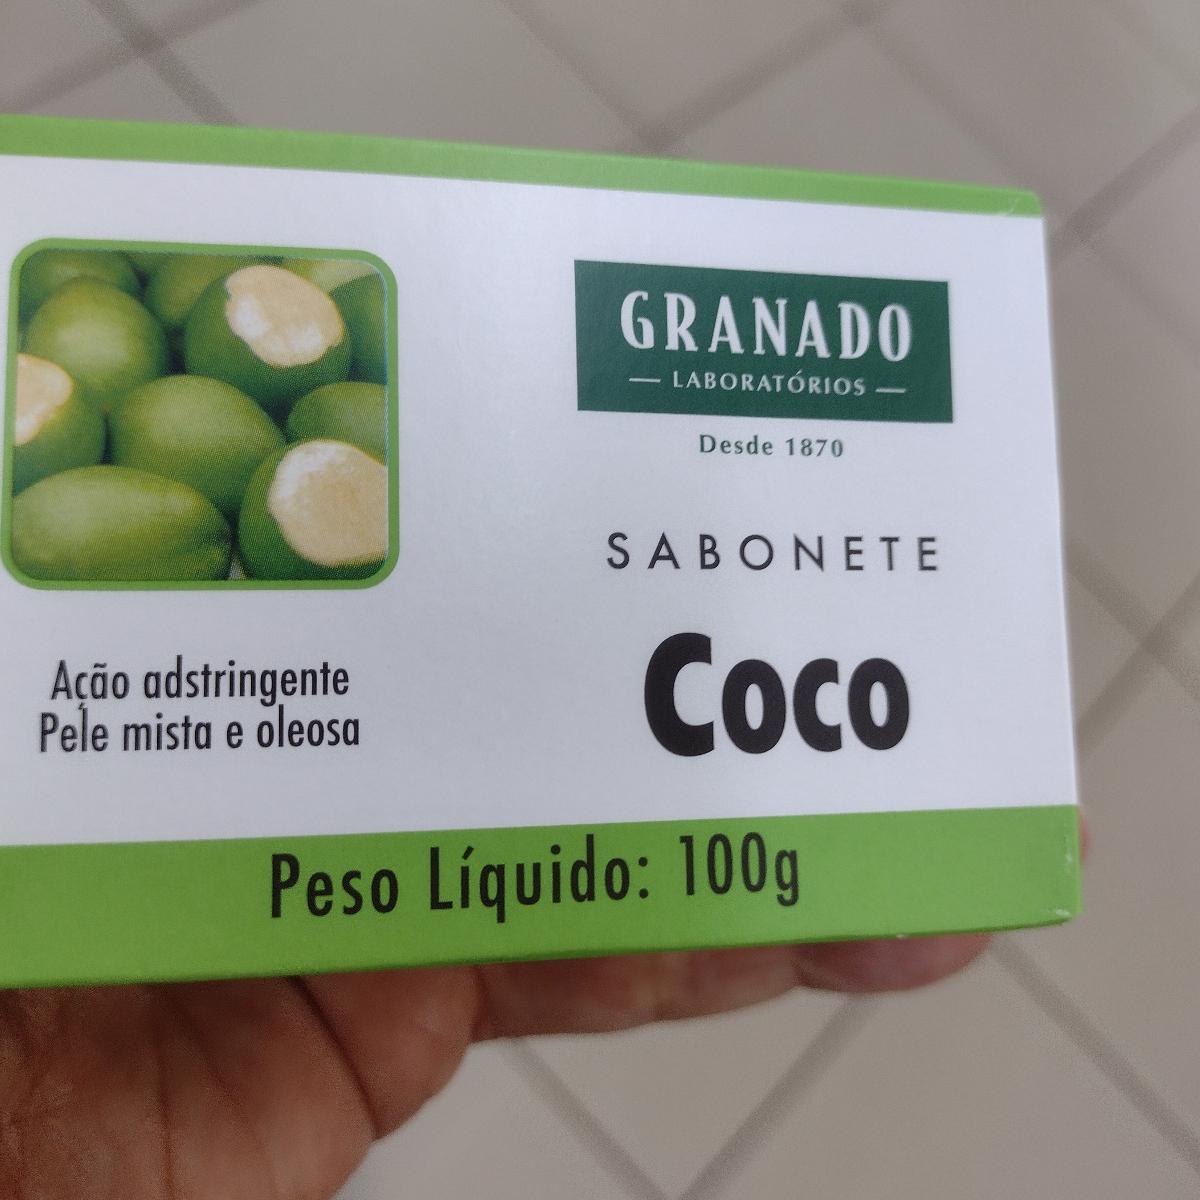 GRANADO
LABORATÓRIOS
Desde 1870
SABONETE
Coco
Ação adstringente
Pele mista e oleosa
Peso Líquido: 100g